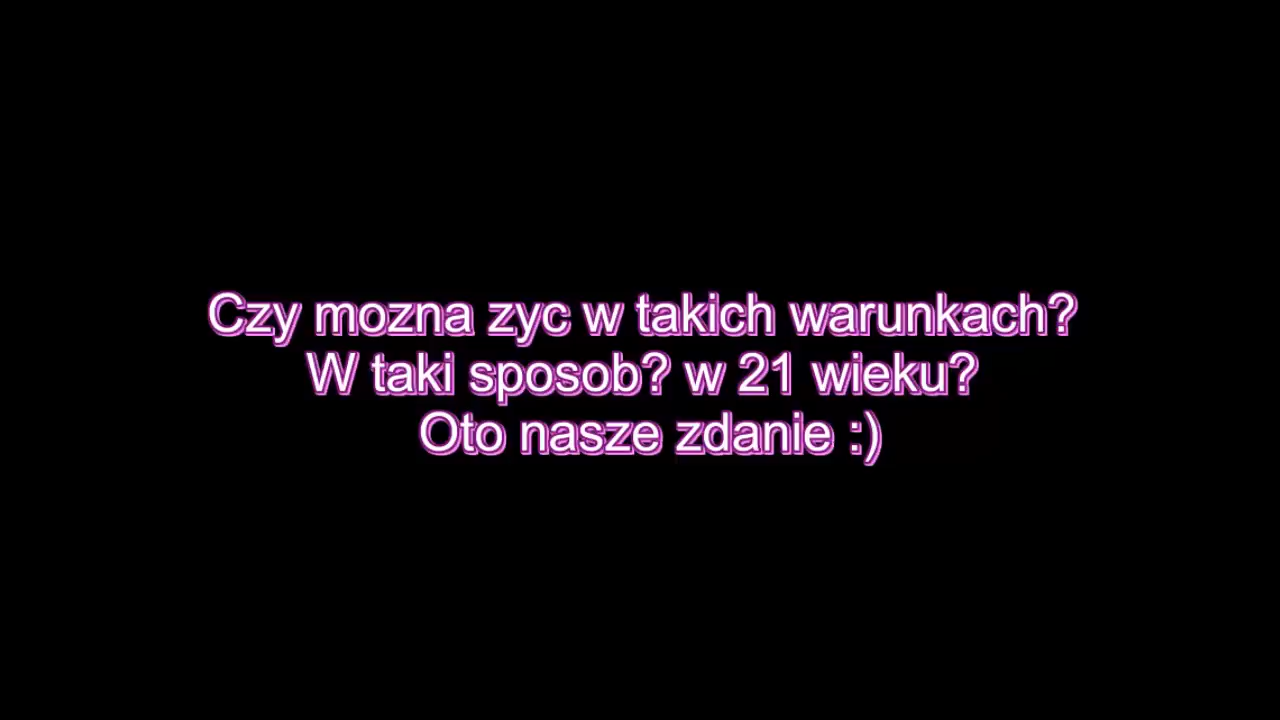 Czy mozna zyc w takich warunkach?
W taki sposob? w 21 wieku?
Oto nasze zdanie :)